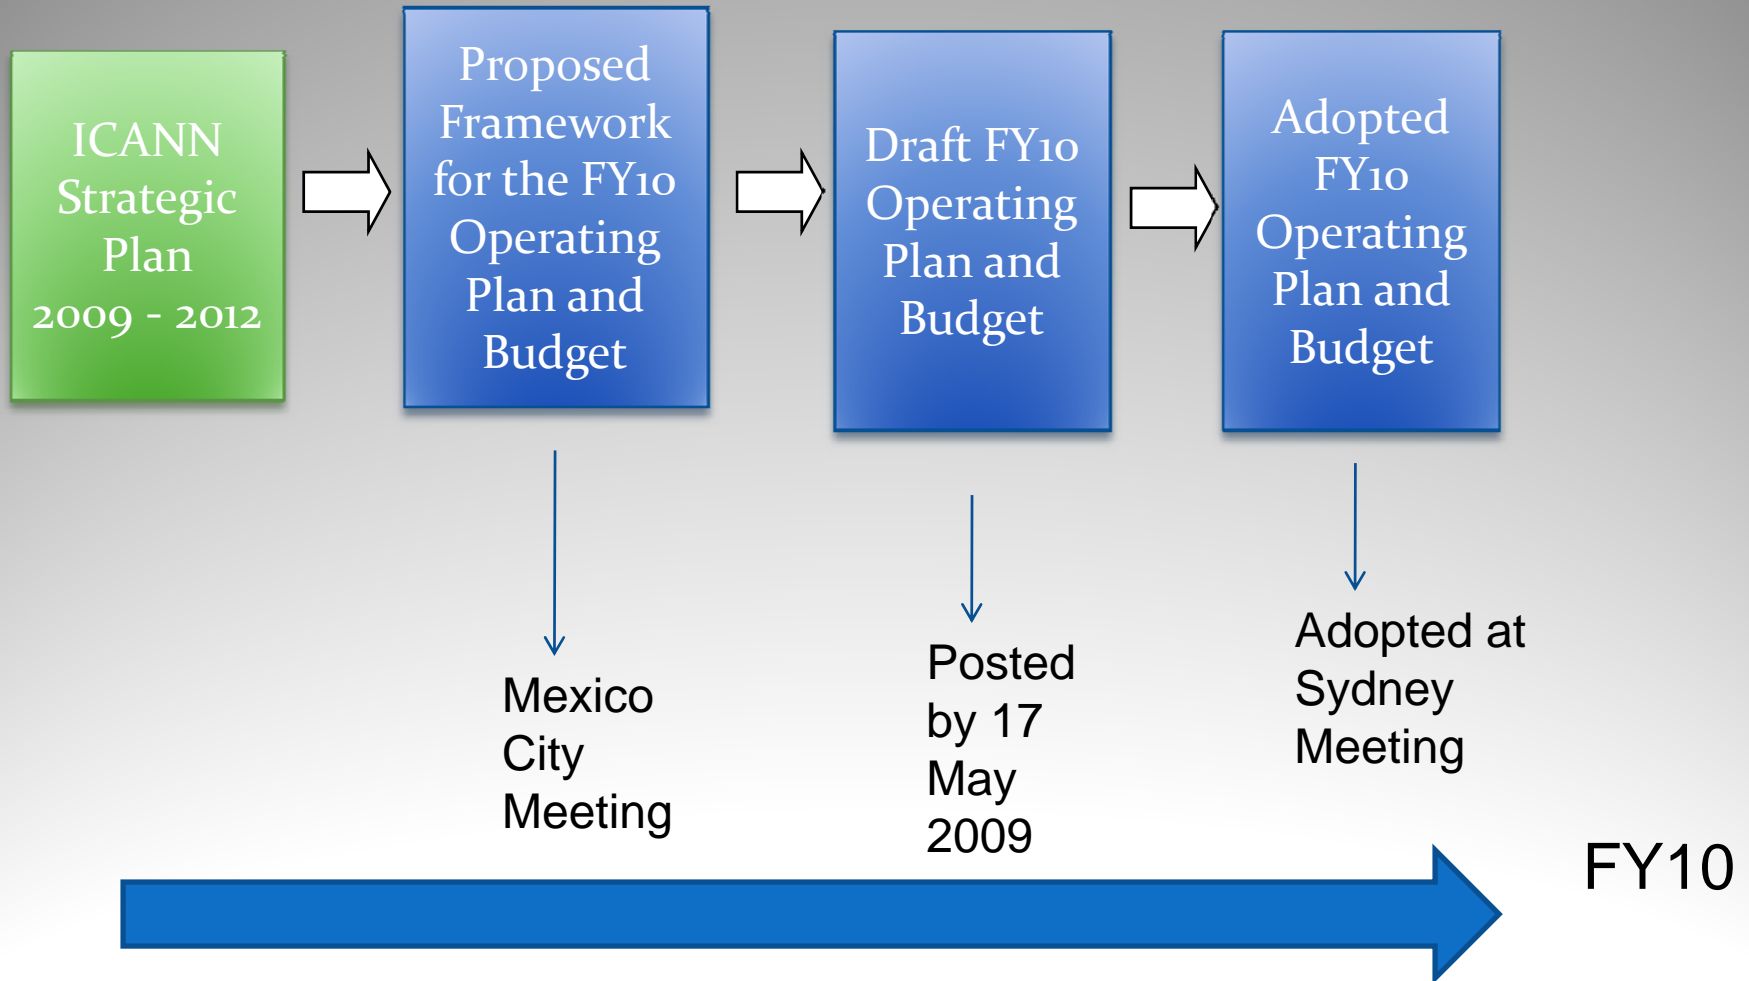 ICANN
Strategic
Plan
2009 - 2012
Proposed
Framework
for the FY10
Operating
Plan and
Budget
Draft FY10
Operating
Plan and
Budget
Adopted
FY10
Operating
Plan and
Budget
Mexico
City
Meeting
Posted
by 17
May
2009
Adopted at
Sydney
Meeting
FY10